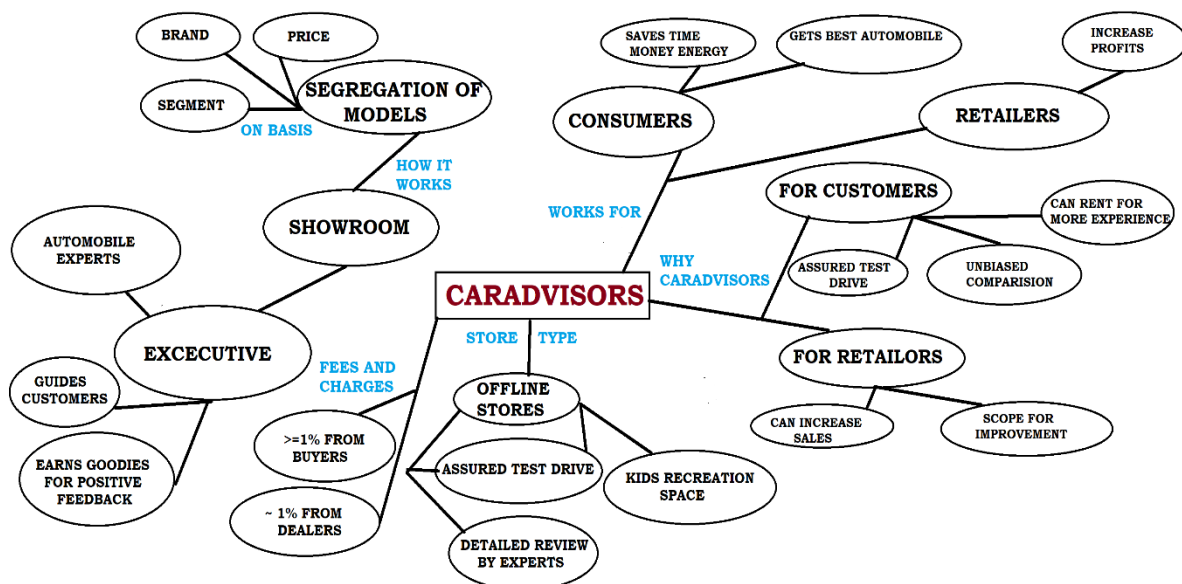 BRAND
PRICE
SEGMENT
SEGREGATION OF
MODELS
ON BASIS
HOW IT
WORKS
SHOWROOM
AUTOMOBILE
EXPERTS
EXCECUTIVE
GUIDES
CUSTOMERS
EARNS GOODIES
FOR POSITIVE
FEEDBACK
SAVES TIME
MONEY ENERGY
GETS BEST AUTOMOBILE
INCREASE
PROFITS
CONSUMERS
RETAILERS
WORKS FOR
FOR CUSTOMERS
CAN RENT FOR
MORE EXPERIENCE
WHY
CARADVISORS
ASSURED TEST
DRIVE
UNBIASED
COMPARISION
CARADVISORS
STORE TYPE
FOR RETAILORS
CAN INCREASE
SALES
SCOPE FOR
IMPROVEMENT
FEES AND
CHARGES
>=1% FROM
BUYERS
~ 1% FROM
DEALERS
OFFLINE
STORES
ASSURED TEST DRIVE
KIDS RECREATION
SPACE
DETAILED REVIEW
BY EXPERTS